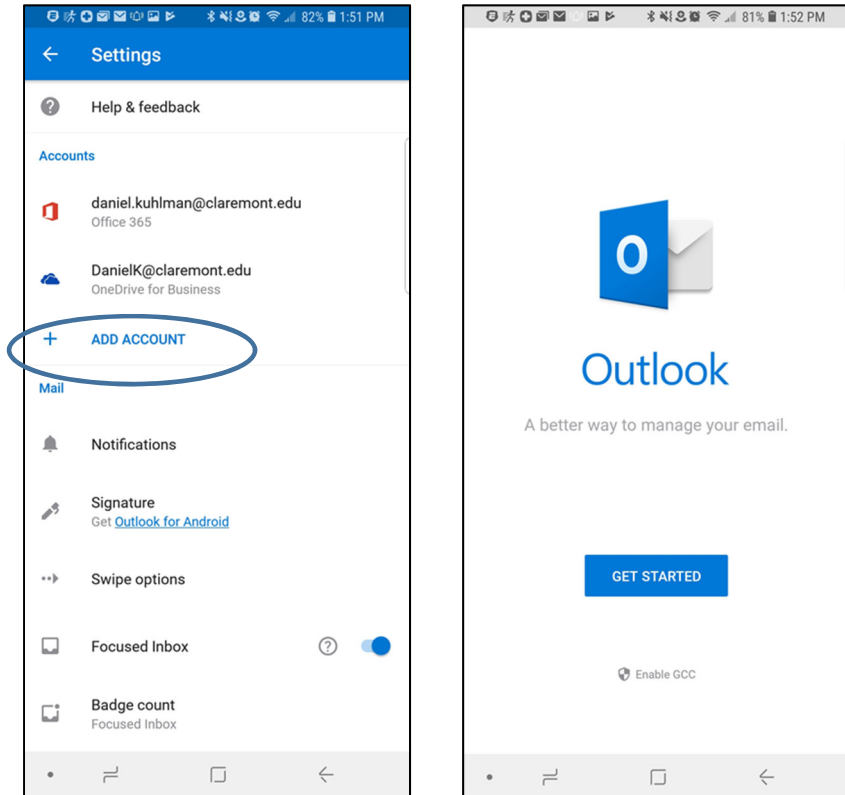 82% 1:51 PM
Settings
Help & feedback
Accounts
daniel.kuhlman@claremont.edu
Office 365
DanielK@claremont.edu
OneDrive for Business
+ ADD ACCOUNT
Mail
Notifications
Signature
Get Outlook for Android
Swipe options
Focused Inbox ?
Badge count
Focused Inbox
81% 1:52 PM
O
Outlook
A better way to manage your email.
GET STARTED
Enable GCC